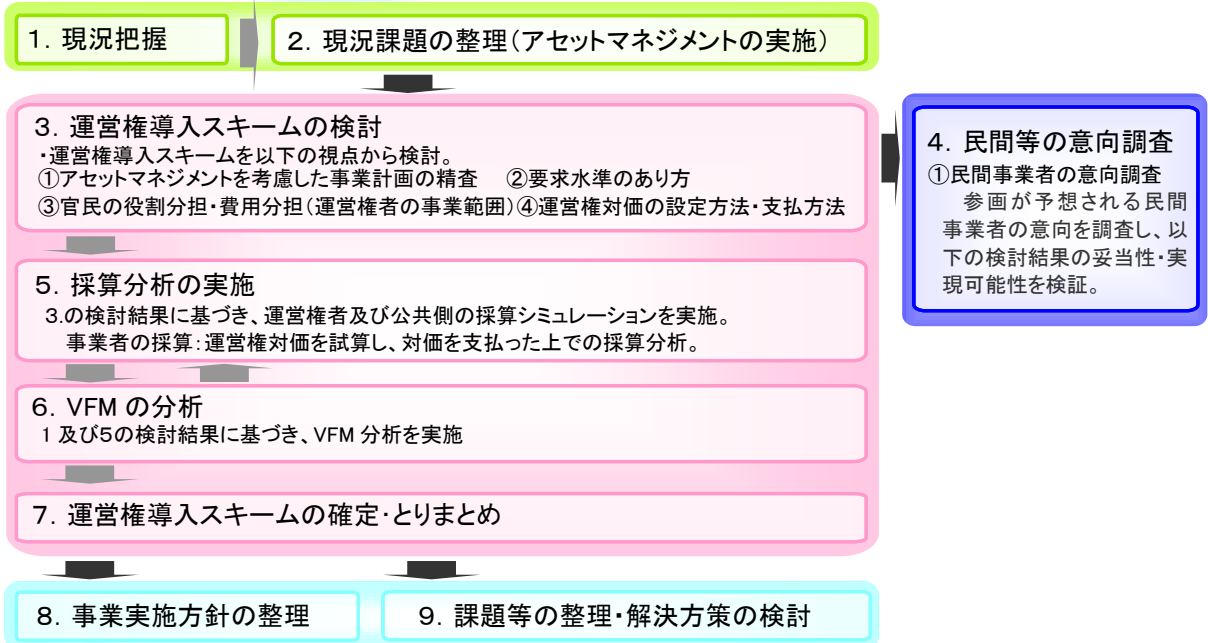 1．現況把握
2．現況課題の整理（アセットマネジメントの実施）
3．運営権導入スキームの検討
・運営権導入スキームを以下の視点から検討。
①アセットマネジメントを考慮した事業計画の精査　②要求水準のあり方
③官民の役割分担・費用分担（運営権者の事業範囲）④運営権対価の設定方法・支払方法
4．民間等の意向調査
①民間事業者の意向調査
参画が予想される民間
事業者の意向を調査し、以
下の検討結果の妥当性・実
現可能性を検証。
5．採算分析の実施
3.の検討結果に基づき、運営権者及び公共側の採算シミュレーションを実施。
事業者の採算：運営権対価を試算し、対価を支払った上での採算分析。
6．VFM の分析
1 及び5の検討結果に基づき、VFM 分析を実施
7．運営権導入スキームの確定・とりまとめ
8．事業実施方針の整理
9．課題等の整理・解決方策の検討